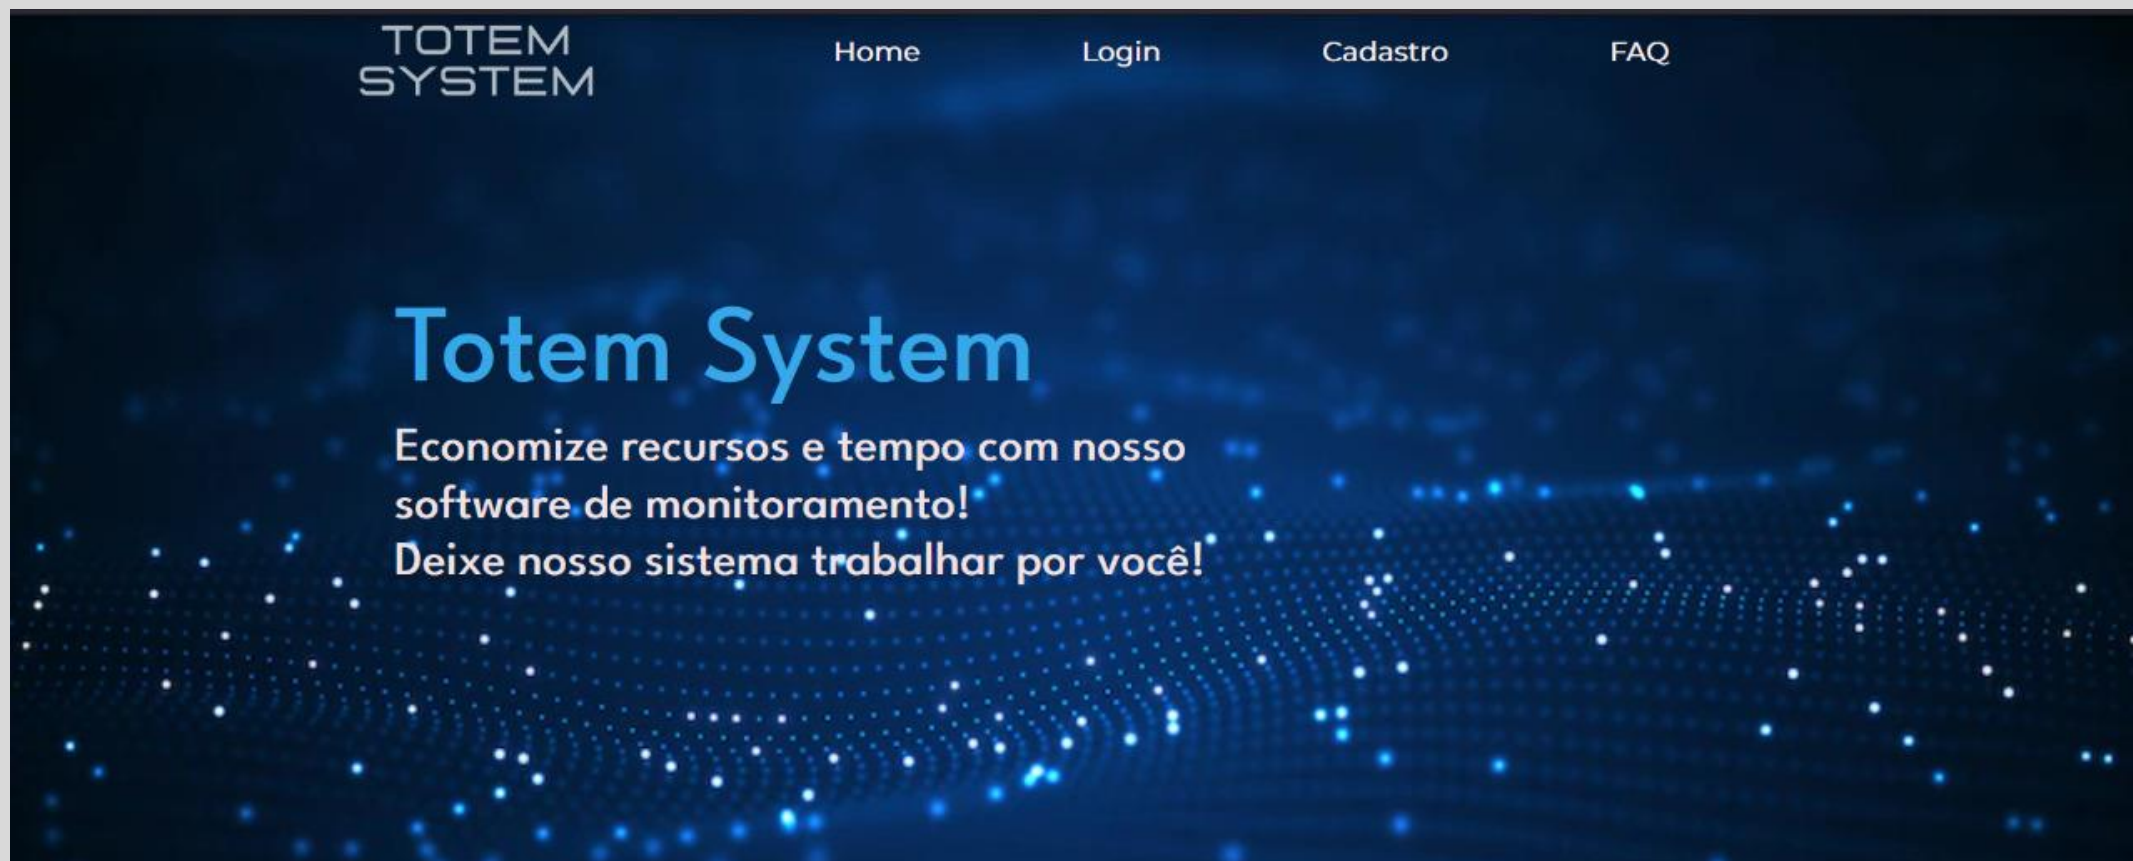 TOTEM
SYSTEM
Home Login Cadastro FAQ
Totem System
Economize recursos e tempo com nosso
software de monitoramento!
Deixe nosso sistema trabalhar por você!